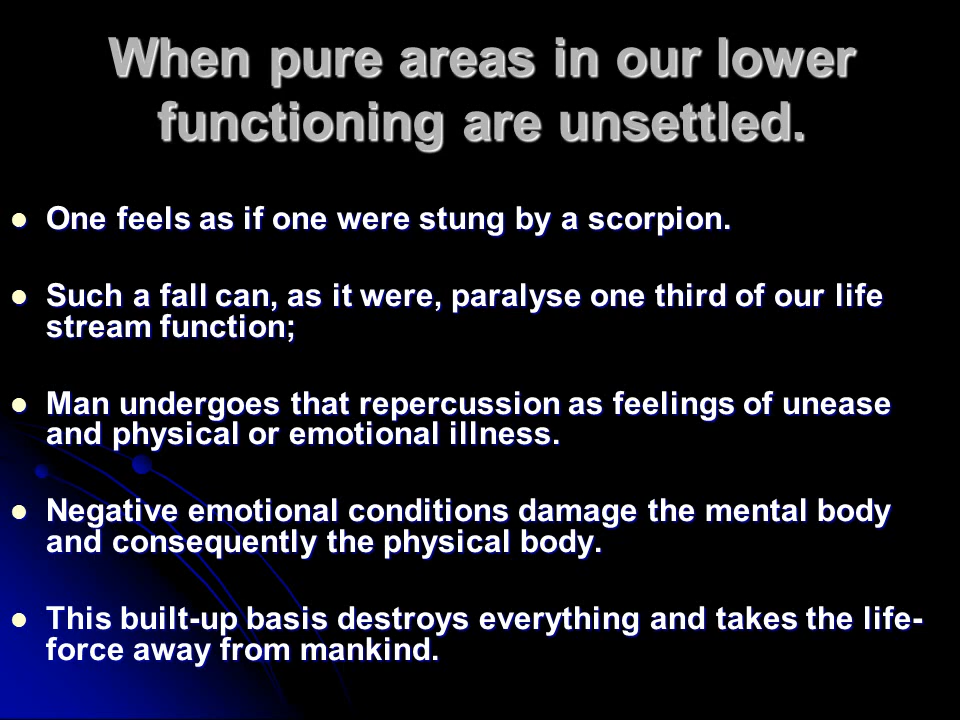 When pure areas in our lower
functioning are unsettled.
One feels as if one were stung by a scorpion.
Such a fall can, as it were, paralyse one third of our life
stream function;
Man undergoes that repercussion as feelings of unease
and physical or emotional illness.
Negative emotional conditions damage the mental body
and consequently the physical body.
This built-up basis destroys everything and takes the life-
force away from mankind.